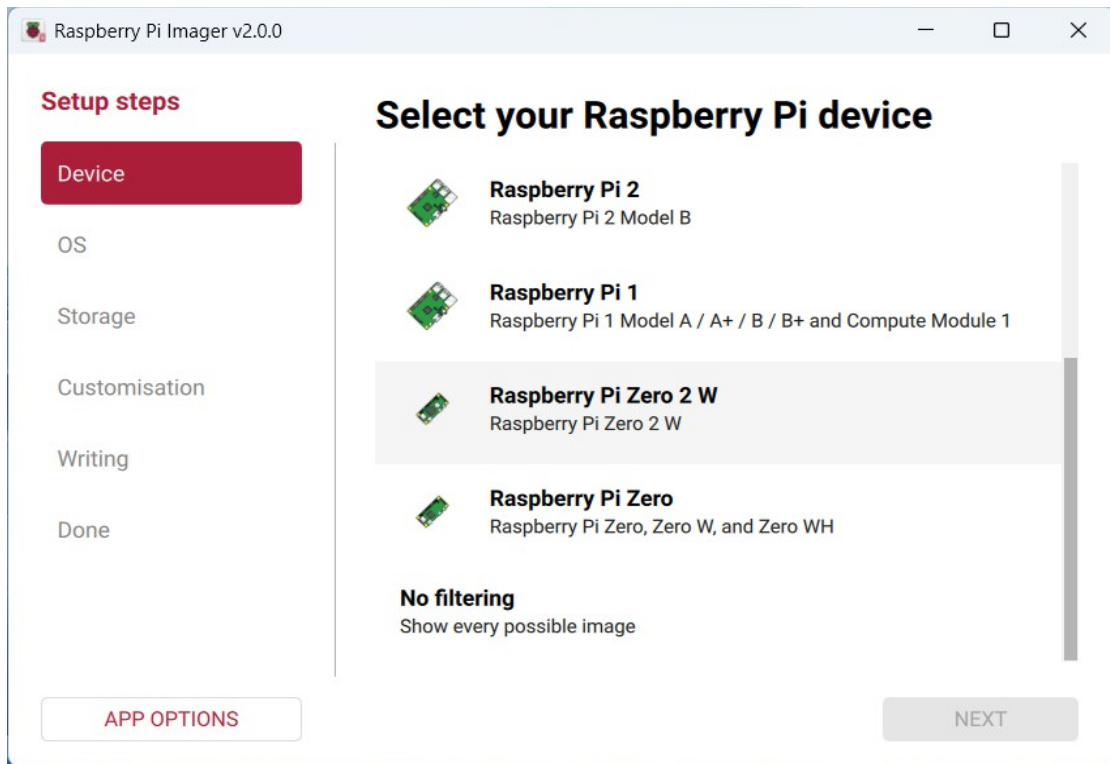 Raspberry Pi Imager v2.0.0
Setup steps
Device
OS
Storage
Customisation
Writing
Done
APP OPTIONS
Select your Raspberry Pi device
Raspberry Pi 2
Raspberry Pi 2 Model B
Raspberry Pi 1
Raspberry Pi 1 Model A / A+ / B / B+ and Compute Module 1
Raspberry Pi Zero 2 W
Raspberry Pi Zero 2 W
Raspberry Pi Zero
Raspberry Pi Zero, Zero W, and Zero WH
No filtering
Show every possible image
NEXT